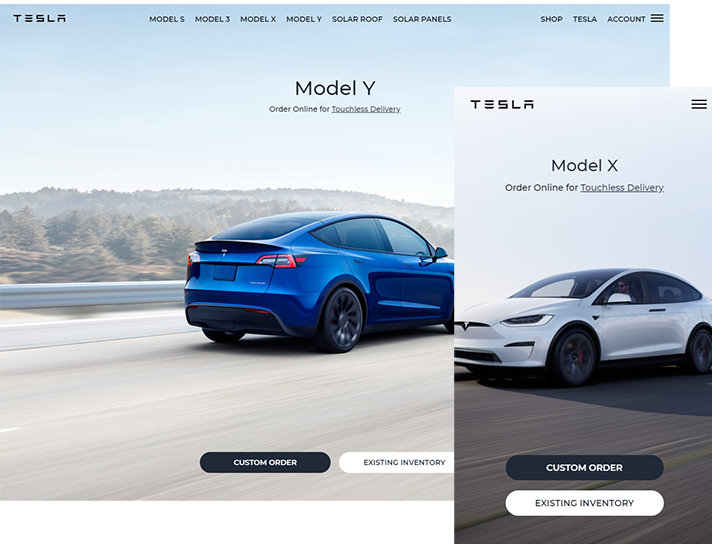 TESLA MODEL S MODEL 3 MODEL X MODEL Y SOLAR ROOF SOLAR PANELS SHOP TESLA ACCOUNT
Model Y
Order Online for Touchless Delivery
CUSTOM ORDER EXISTING INVENTORY
TESLA
Model X
Order Online for Touchless Delivery
CUSTOM ORDER
EXISTING INVENTORY